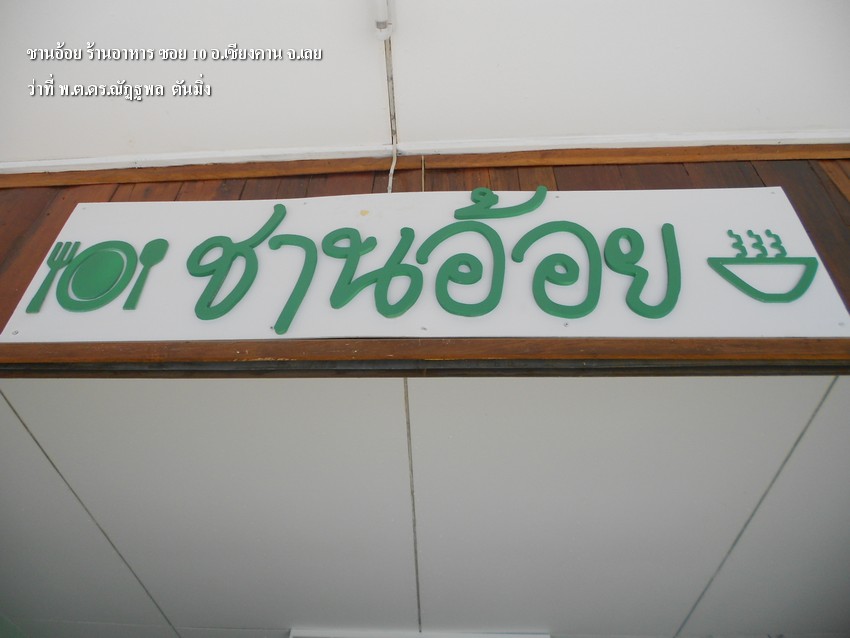 ชานอ้อย ร้านอาหาร ซอย 10 อ.เชียงคาน จ.เลย
ว่าที่ พ.ต.ดร.ณัฏฐพล ตันมิ่ง
ชานอ้อย